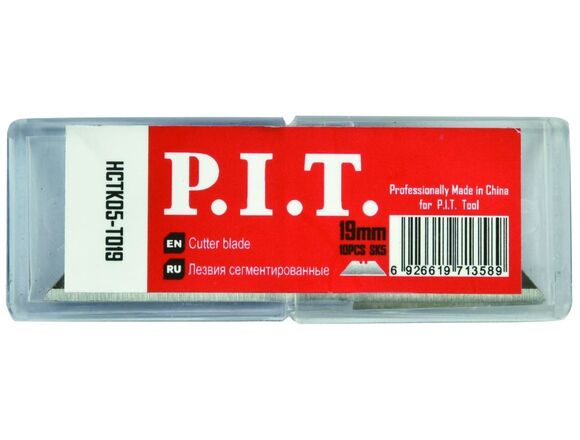 HCTK05-T019
P.I.T.
EN Cutter blade
RU Лезвия сегментированные
Professionally Made in China
for P.I.T. Tool
19mm
10PCS SK5
6 926619 713589